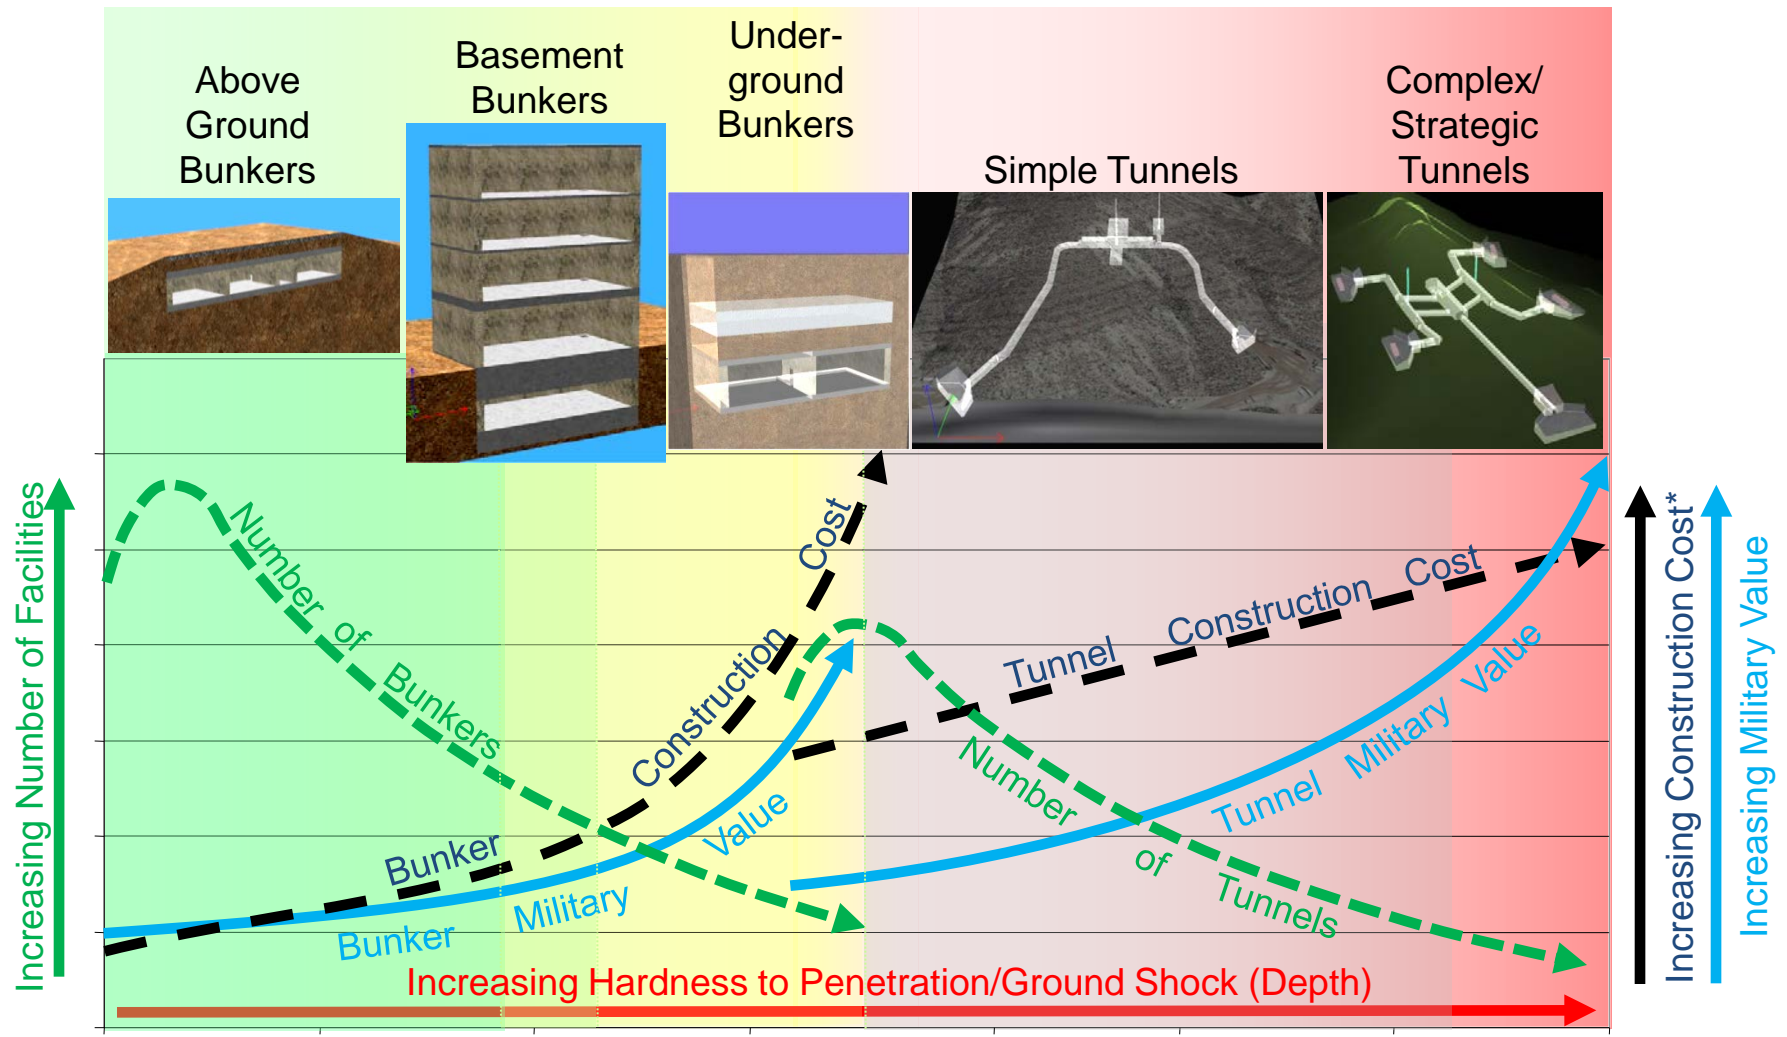 Above
Ground
Bunkers
Basement
Bunkers
Under-
ground
Bunkers
Simple Tunnels
Complex/
Strategic
Tunnels
Increasing Number of Facilities
Number of Bunkers
Bunker Construction Cost
Bunker Military Value
Tunnel Construction Cost
Number of Tunnels
Tunnel Military Value
Increasing Hardness to Penetration/Ground Shock (Depth)
Increasing Construction Cost*
Increasing Military Value